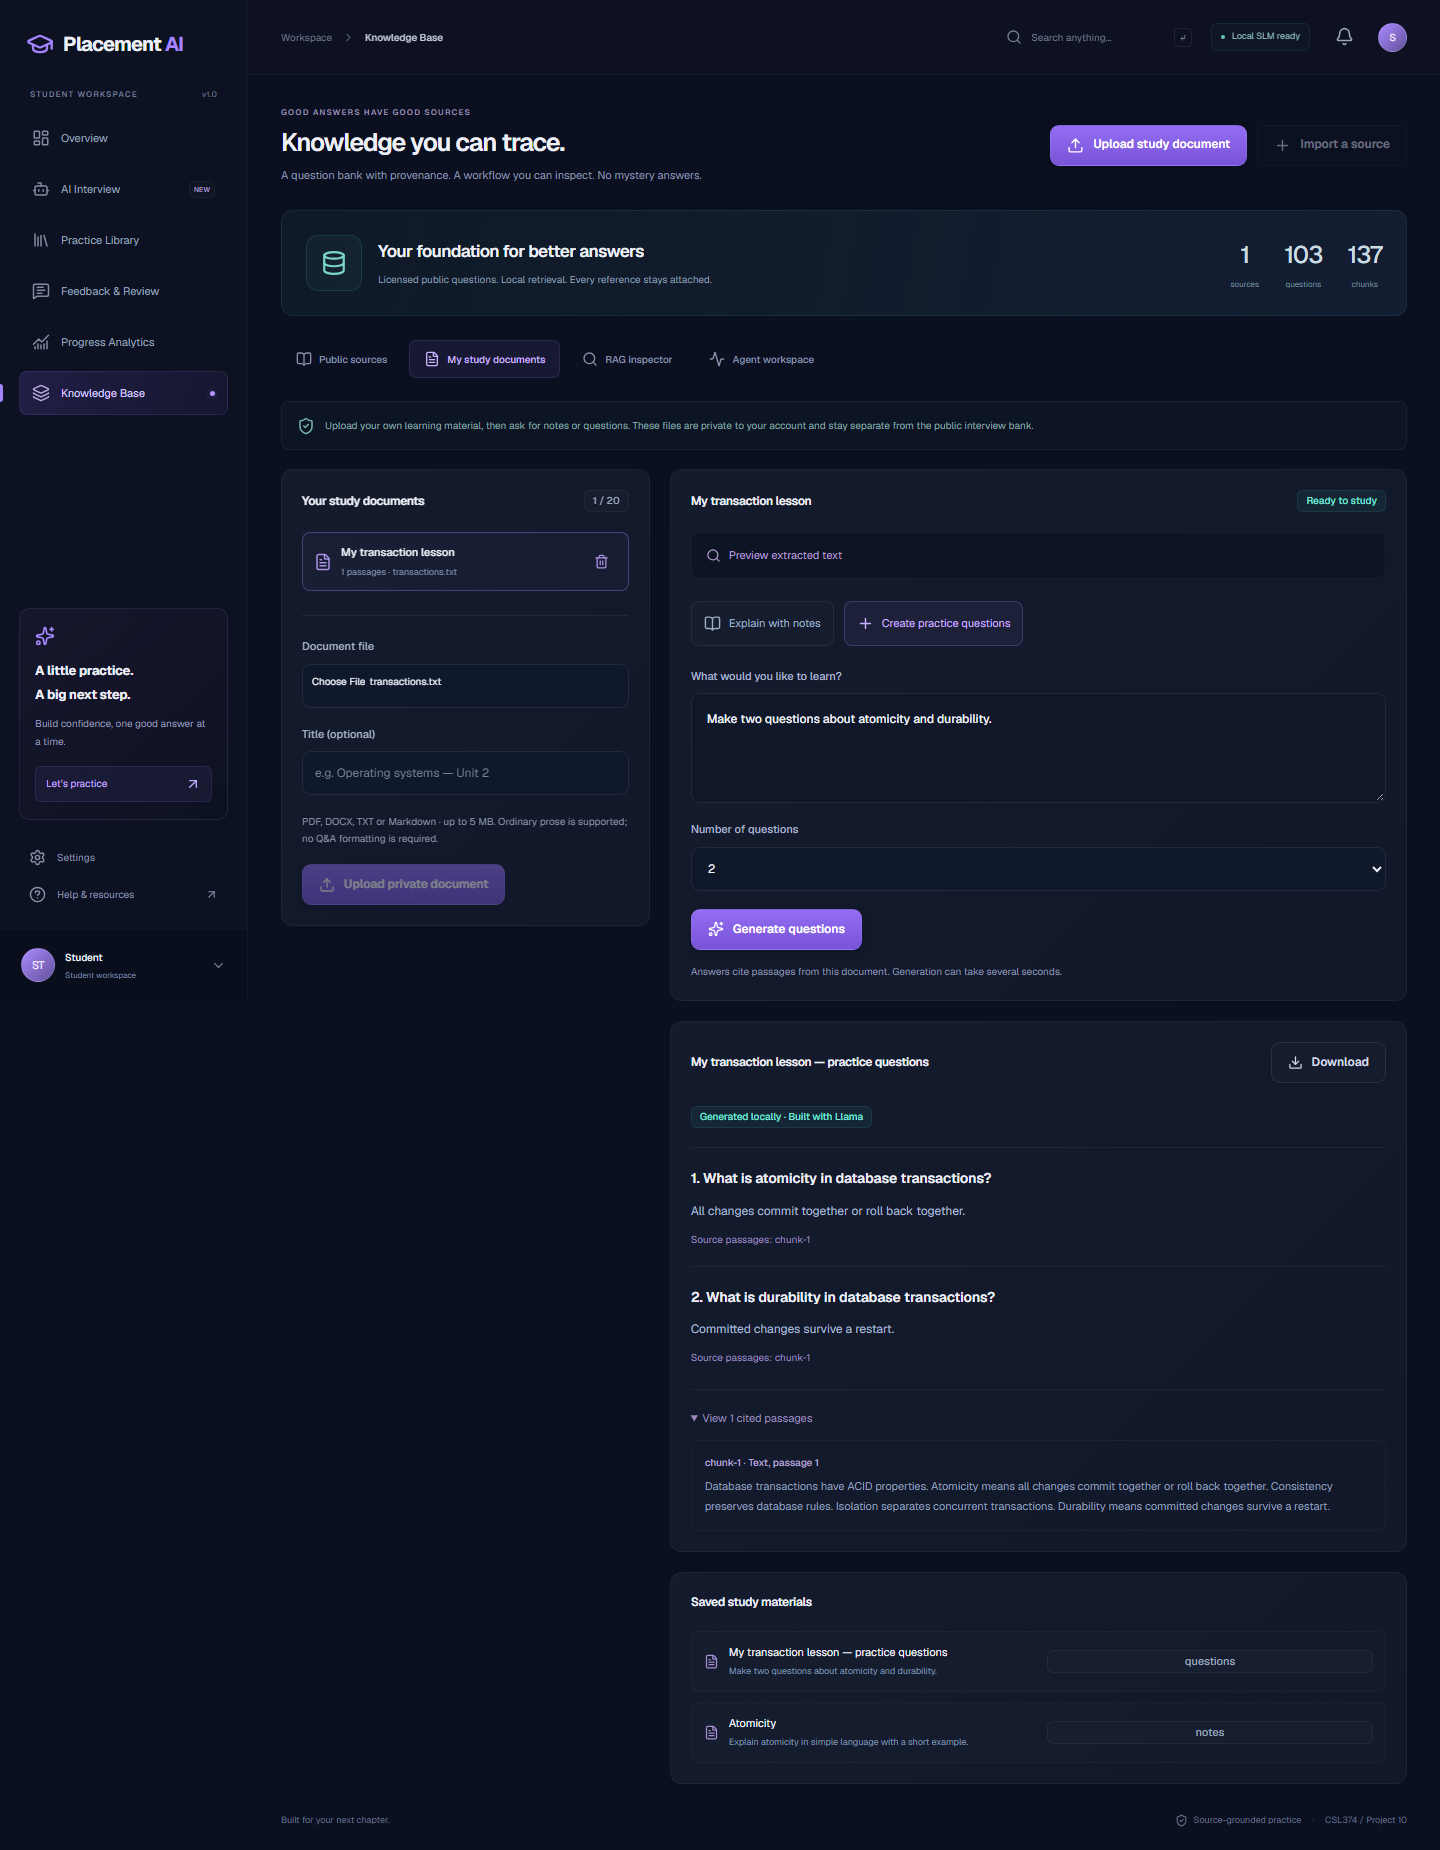 Placement AI
STUDENT WORKSPACE
v1.0
Overview
AI Interview
NEW
Practice Library
Feedback & Review
Progress Analytics
Knowledge Base
A little practice.
A big next step.
Build confidence, one good answer at
a time.
Let's practice
Settings
Help & resources
ST
Student
Student workspace
Workspace
Knowledge Base
Search anything...
Local SLM ready
S
GOOD ANSWERS HAVE GOOD SOURCES
Knowledge you can trace.
A question bank with provenance. A workflow you can inspect. No mystery answers.
Upload study document
Import a source
Your foundation for better answers
Licensed public questions. Local retrieval. Every reference stays attached.
1
sources
103
questions
137
chunks
Public sources
My study documents
RAG inspector
Agent workspace
Upload your own learning material, then ask for notes or questions. These files are private to your account and stay separate from the public interview bank.
Your study documents
1 / 20
My transaction lesson
1 passages · transactions.txt
Document file
Choose File transactions.txt
Title (optional)
e.g. Operating systems — Unit 2
PDF, DOCX, TXT or Markdown · up to 5 MB. Ordinary prose is supported;
no Q&A formatting is required.
Upload private document
My transaction lesson
Ready to study
Preview extracted text
Explain with notes
Create practice questions
What would you like to learn?
Make two questions about atomicity and durability.
Number of questions
2
Generate questions
Answers cite passages from this document. Generation can take several seconds.
My transaction lesson — practice questions
Download
Generated locally · Built with Llama
1. What is atomicity in database transactions?
All changes commit together or roll back together.
Source passages: chunk-1
2. What is durability in database transactions?
Committed changes survive a restart.
Source passages: chunk-1
View 1 cited passages
chunk-1 · Text, passage 1
Database transactions have ACID properties. Atomicity means all changes commit together or roll back together. Consistency
preserves database rules. Isolation separates concurrent transactions. Durability means committed changes survive a restart.
Saved study materials
My transaction lesson — practice questions
Make two questions about atomicity and durability.
questions
Atomicity
Explain atomicity in simple language with a short example.
notes
Built for your next chapter.
Source-grounded practice · CSL374 / Project 10